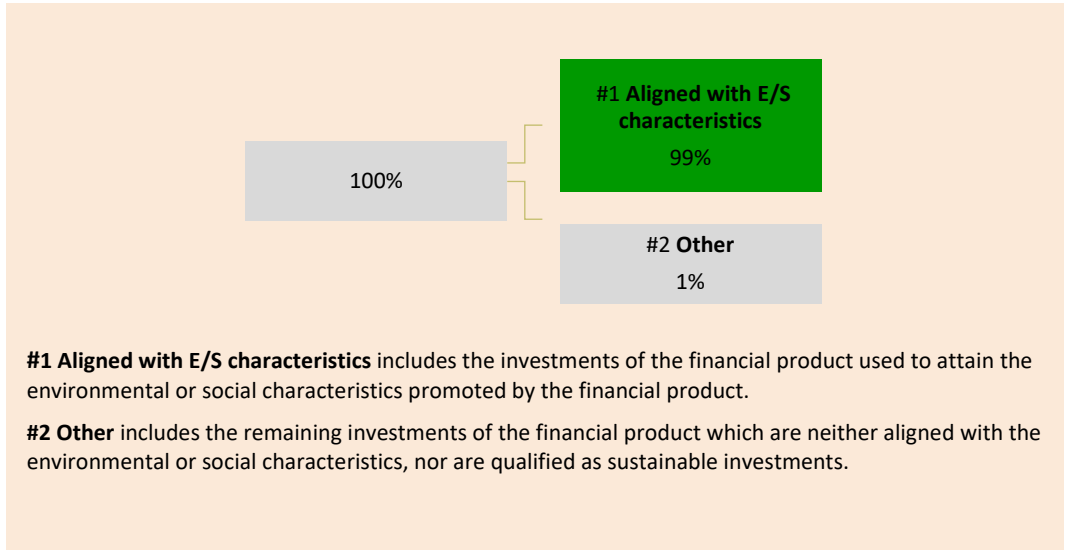 #1 Aligned with E/S
characteristics
99%
100%
#2 Other
1%
#1 Aligned with E/S characteristics includes the investments of the financial product used to attain the
environmental or social characteristics promoted by the financial product.
#2 Other includes the remaining investments of the financial product which are neither aligned with the
environmental or social characteristics, nor are qualified as sustainable investments.